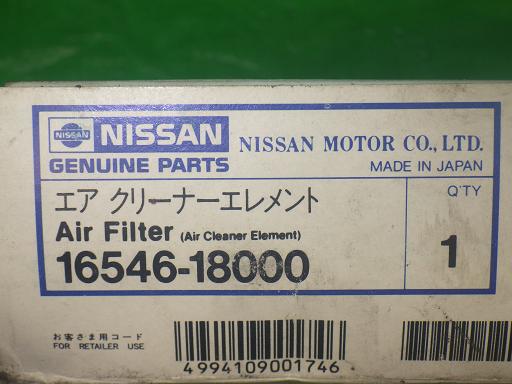 NISSAN
NISSAN
GENUINE PARTS
NISSAN MOTOR CO., LTD.
MADE IN JAPAN
エア クリーナーエレメント
Air Filter (Air Cleaner Element)
16546-18000
Q'TY
1
お客さま用コード
FOR RETAILER USE
4994109001746